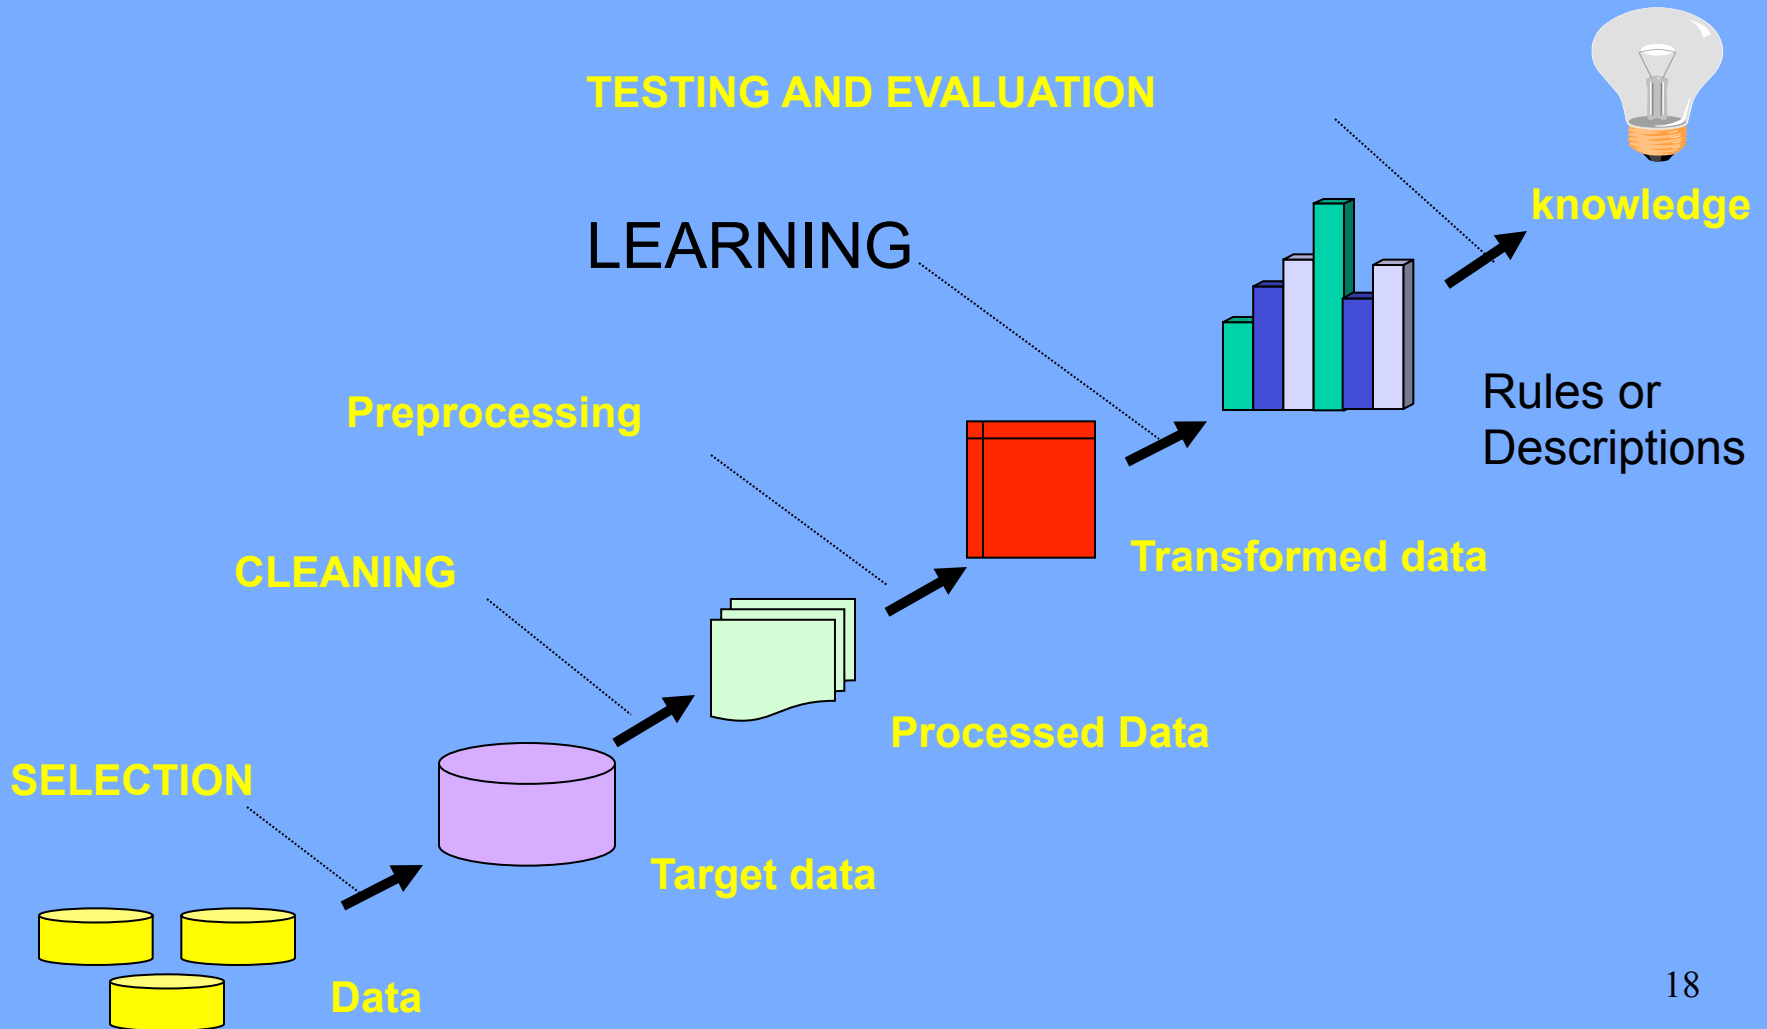 TESTING AND EVALUATION
knowledge
LEARNING
Rules or
Descriptions
Preprocessing
Transformed data
CLEANING
Processed Data
SELECTION
Target data
Data
18